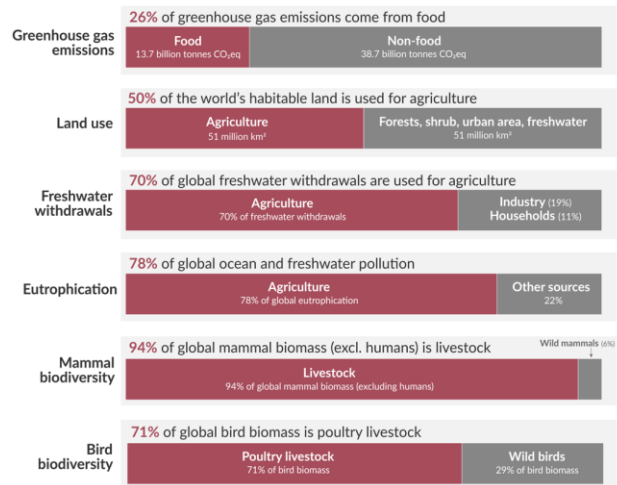 26% of greenhouse gas emissions come from food
Greenhouse gas
emissions
Food
13.7 billion tonnes CO₂eq
Non-food
38.7 billion tonnes CO₂eq
50% of the world's habitable land is used for agriculture
Land use
Agriculture
51 million km²
Forests, shrub, urban area, freshwater
51 million km²
70% of global freshwater withdrawals are used for agriculture
Freshwater
withdrawals
Agriculture
70% of freshwater withdrawals
Industry (19%)
Households (11%)
78% of global ocean and freshwater pollution
Eutrophication
Agriculture
78% of global eutrophication
Other sources
22%
94% of global mammal biomass (excl. humans) is livestock
Wild mammals (6%)
Mammal
biodiversity
Livestock
94% of global mammal biomass (excluding humans)
71% of global bird biomass is poultry livestock
Bird
biodiversity
Poultry livestock
71% of bird biomass
Wild birds
29% of bird biomass